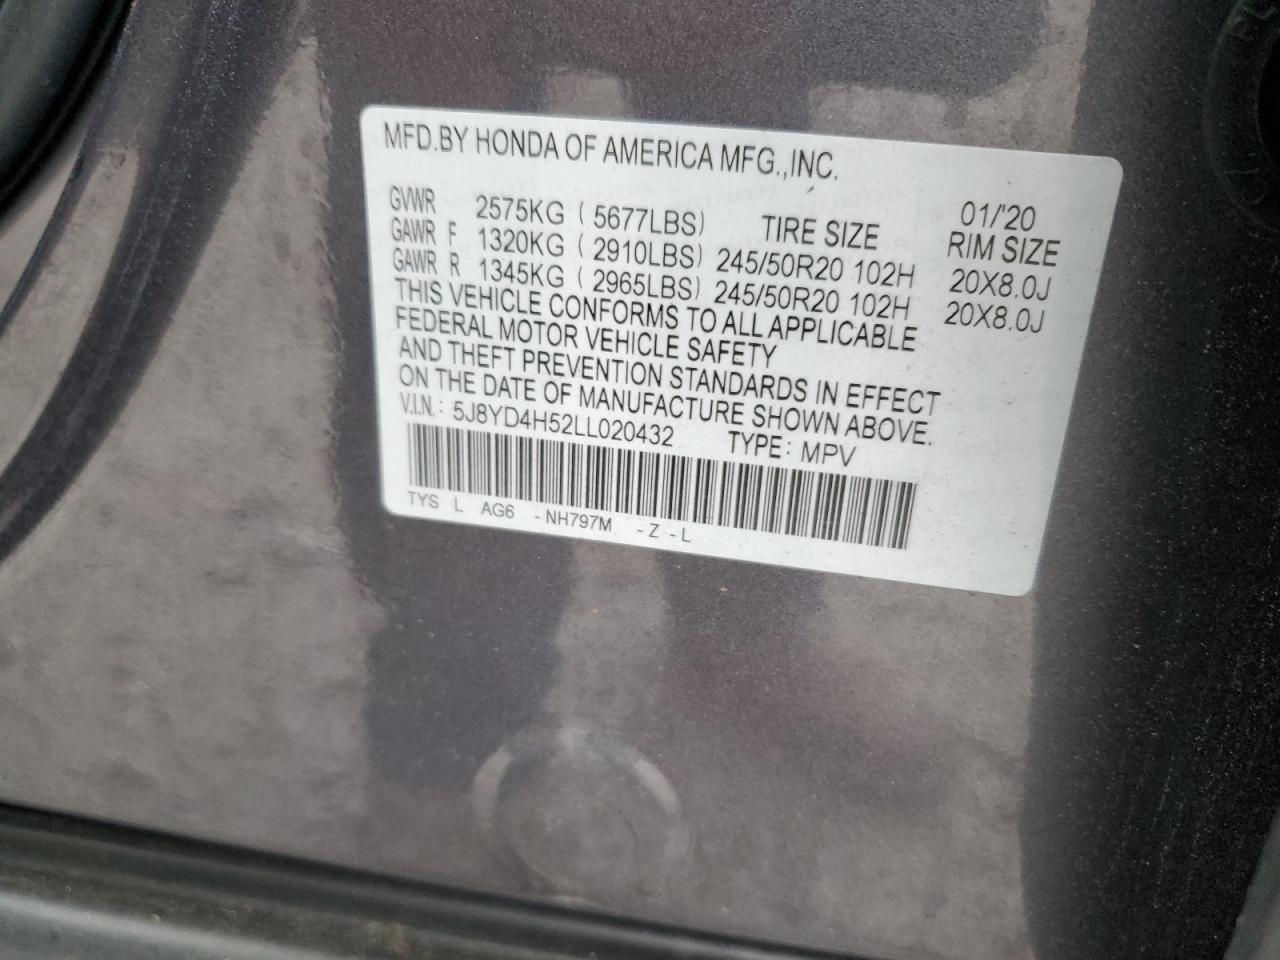 MFD.BY HONDA OF AMERICA MFG.,INC.
01/'20
GVWR 2575KG ( 5677LBS) TIRE SIZE RIM SIZE
GAWR F 1320KG ( 2910LBS) 245/50R20 102H 20X8.0J
GAWR R 1345KG ( 2965LBS) 245/50R20 102H 20X8.0J
THIS VEHICLE CONFORMS TO ALL APPLICABLE
FEDERAL MOTOR VEHICLE SAFETY
AND THEFT PREVENTION STANDARDS IN EFFECT
ON THE DATE OF MANUFACTURE SHOWN ABOVE.
V.I.N.: 5J8YD4H52LL020432 TYPE: MPV
TYS L AG6 -NH797M -Z -L